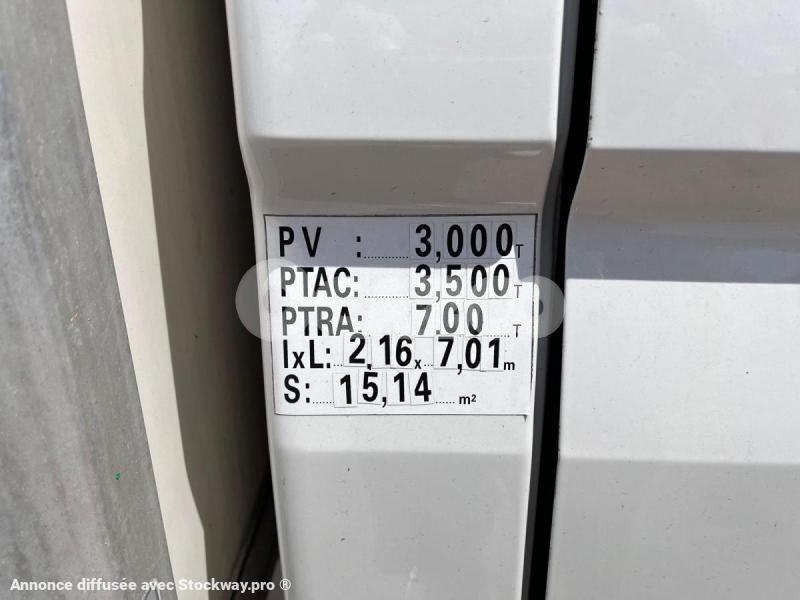 PV :.......... 3,000 T
PTAC:.......... 3,500 T
PTRA:.......... 7.00 ...... T
lxL:... 2,16 x... 7,01 m
S:...... 15,14 ...... m²
Annonce diffusée avec Stockway.pro ®